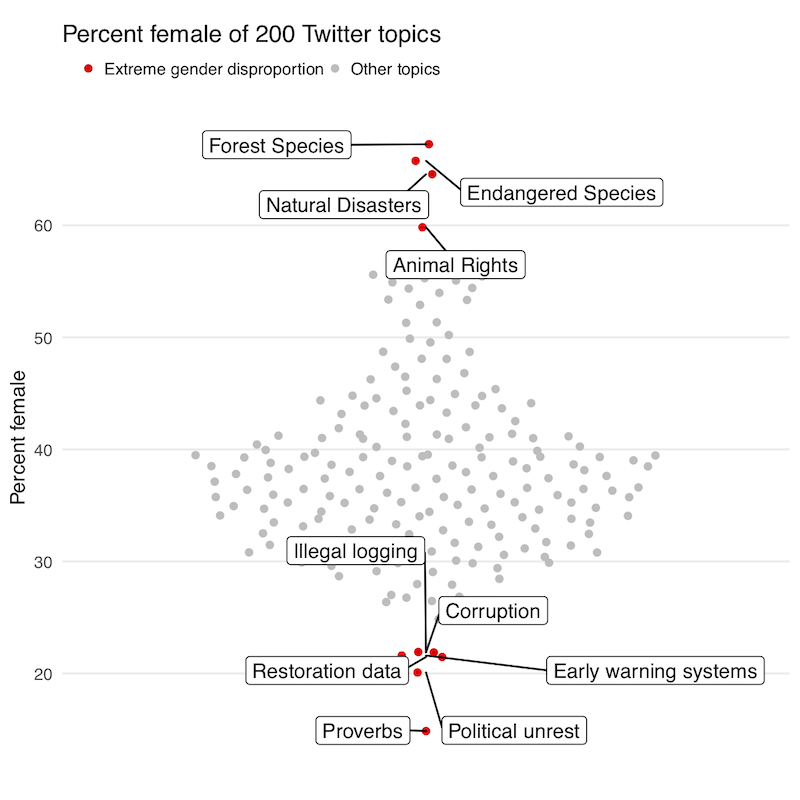 Percent female of 200 Twitter topics
Extreme gender disproportion Other topics
Forest Species
Endangered Species
Natural Disasters
60
Animal Rights
50
Percent female
40
Illegal logging
30
Corruption
Restoration data
Early warning systems
20
Proverbs
Political unrest